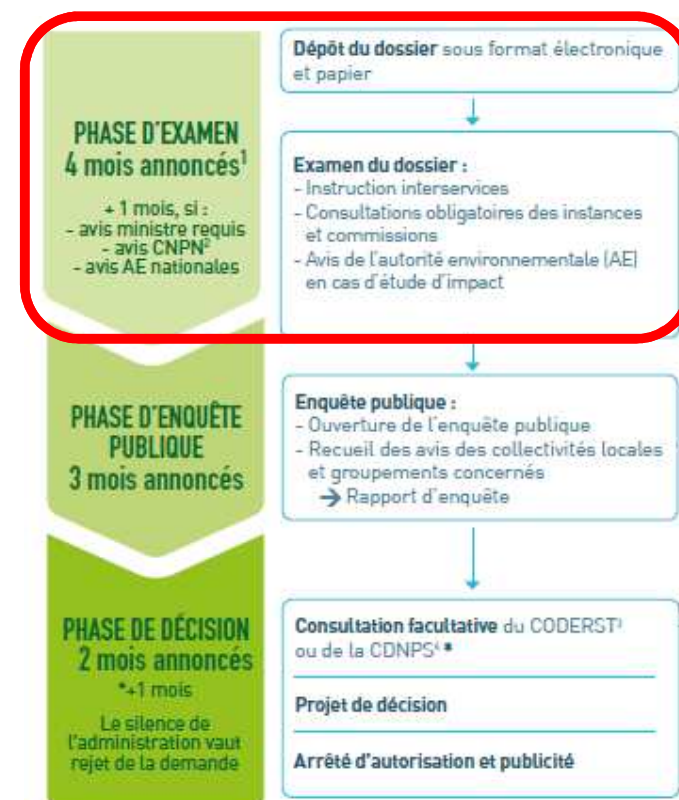 PHASE D'EXAMEN
4 mois annoncés¹
+ 1 mois, si :
- avis ministre requis
- avis CNPN²
- avis AE nationales
Dépôt du dossier sous format électronique
et papier
Examen du dossier :
- Instruction interservices
- Consultations obligatoires des instances
et commissions
- Avis de l'autorité environnementale (AE)
en cas d'étude d'impact
PHASE D'ENQUÊTE
PUBLIQUE
3 mois annoncés
Enquête publique :
- Ouverture de l'enquête publique
- Recueil des avis des collectivités locales
et groupements concernés
→ Rapport d'enquête
PHASE DE DÉCISION
2 mois annoncés
*+1 mois
Le silence de
l'administration vaut
rejet de la demande
Consultation facultative du CODERST³
ou de la CDNPS⁴ *
Projet de décision
Arrêté d'autorisation et publicité